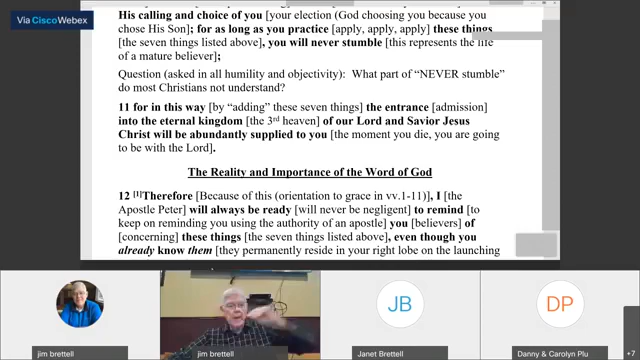 Via Cisco Webex
His calling and choice of you [your election (God choosing you because you
chose His Son]; for as long as you practice [apply, apply, apply] these things
[the seven things listed above], you will never stumble [this represents the life
of a mature believer];
Question (asked in all humility and objectivity): What part of “NEVER stumble”
do most Christians not understand?
11 for in this way [by “adding” these seven things] the entrance [admission]
into the eternal kingdom [the 3rd heaven] of our Lord and Savior Jesus
Christ will be abundantly supplied to you [the moment you die, you are going
to be with the Lord].
The Reality and Importance of the Word of God
12 [1]Therefore [Because of this (orientation to grace in vv.1-11)], I [the
Apostle Peter] will always be ready [will never be negligent] to remind [to
keep on reminding you using the authority of an apostle] you [believers] of
[concerning] these things [the seven things listed above], even though you
already know them [they permanently reside in your right lobe on the launching
JB
DP
jim brettell
jim brettell
Janet Brettell
Danny & Carolyn Plu
+7